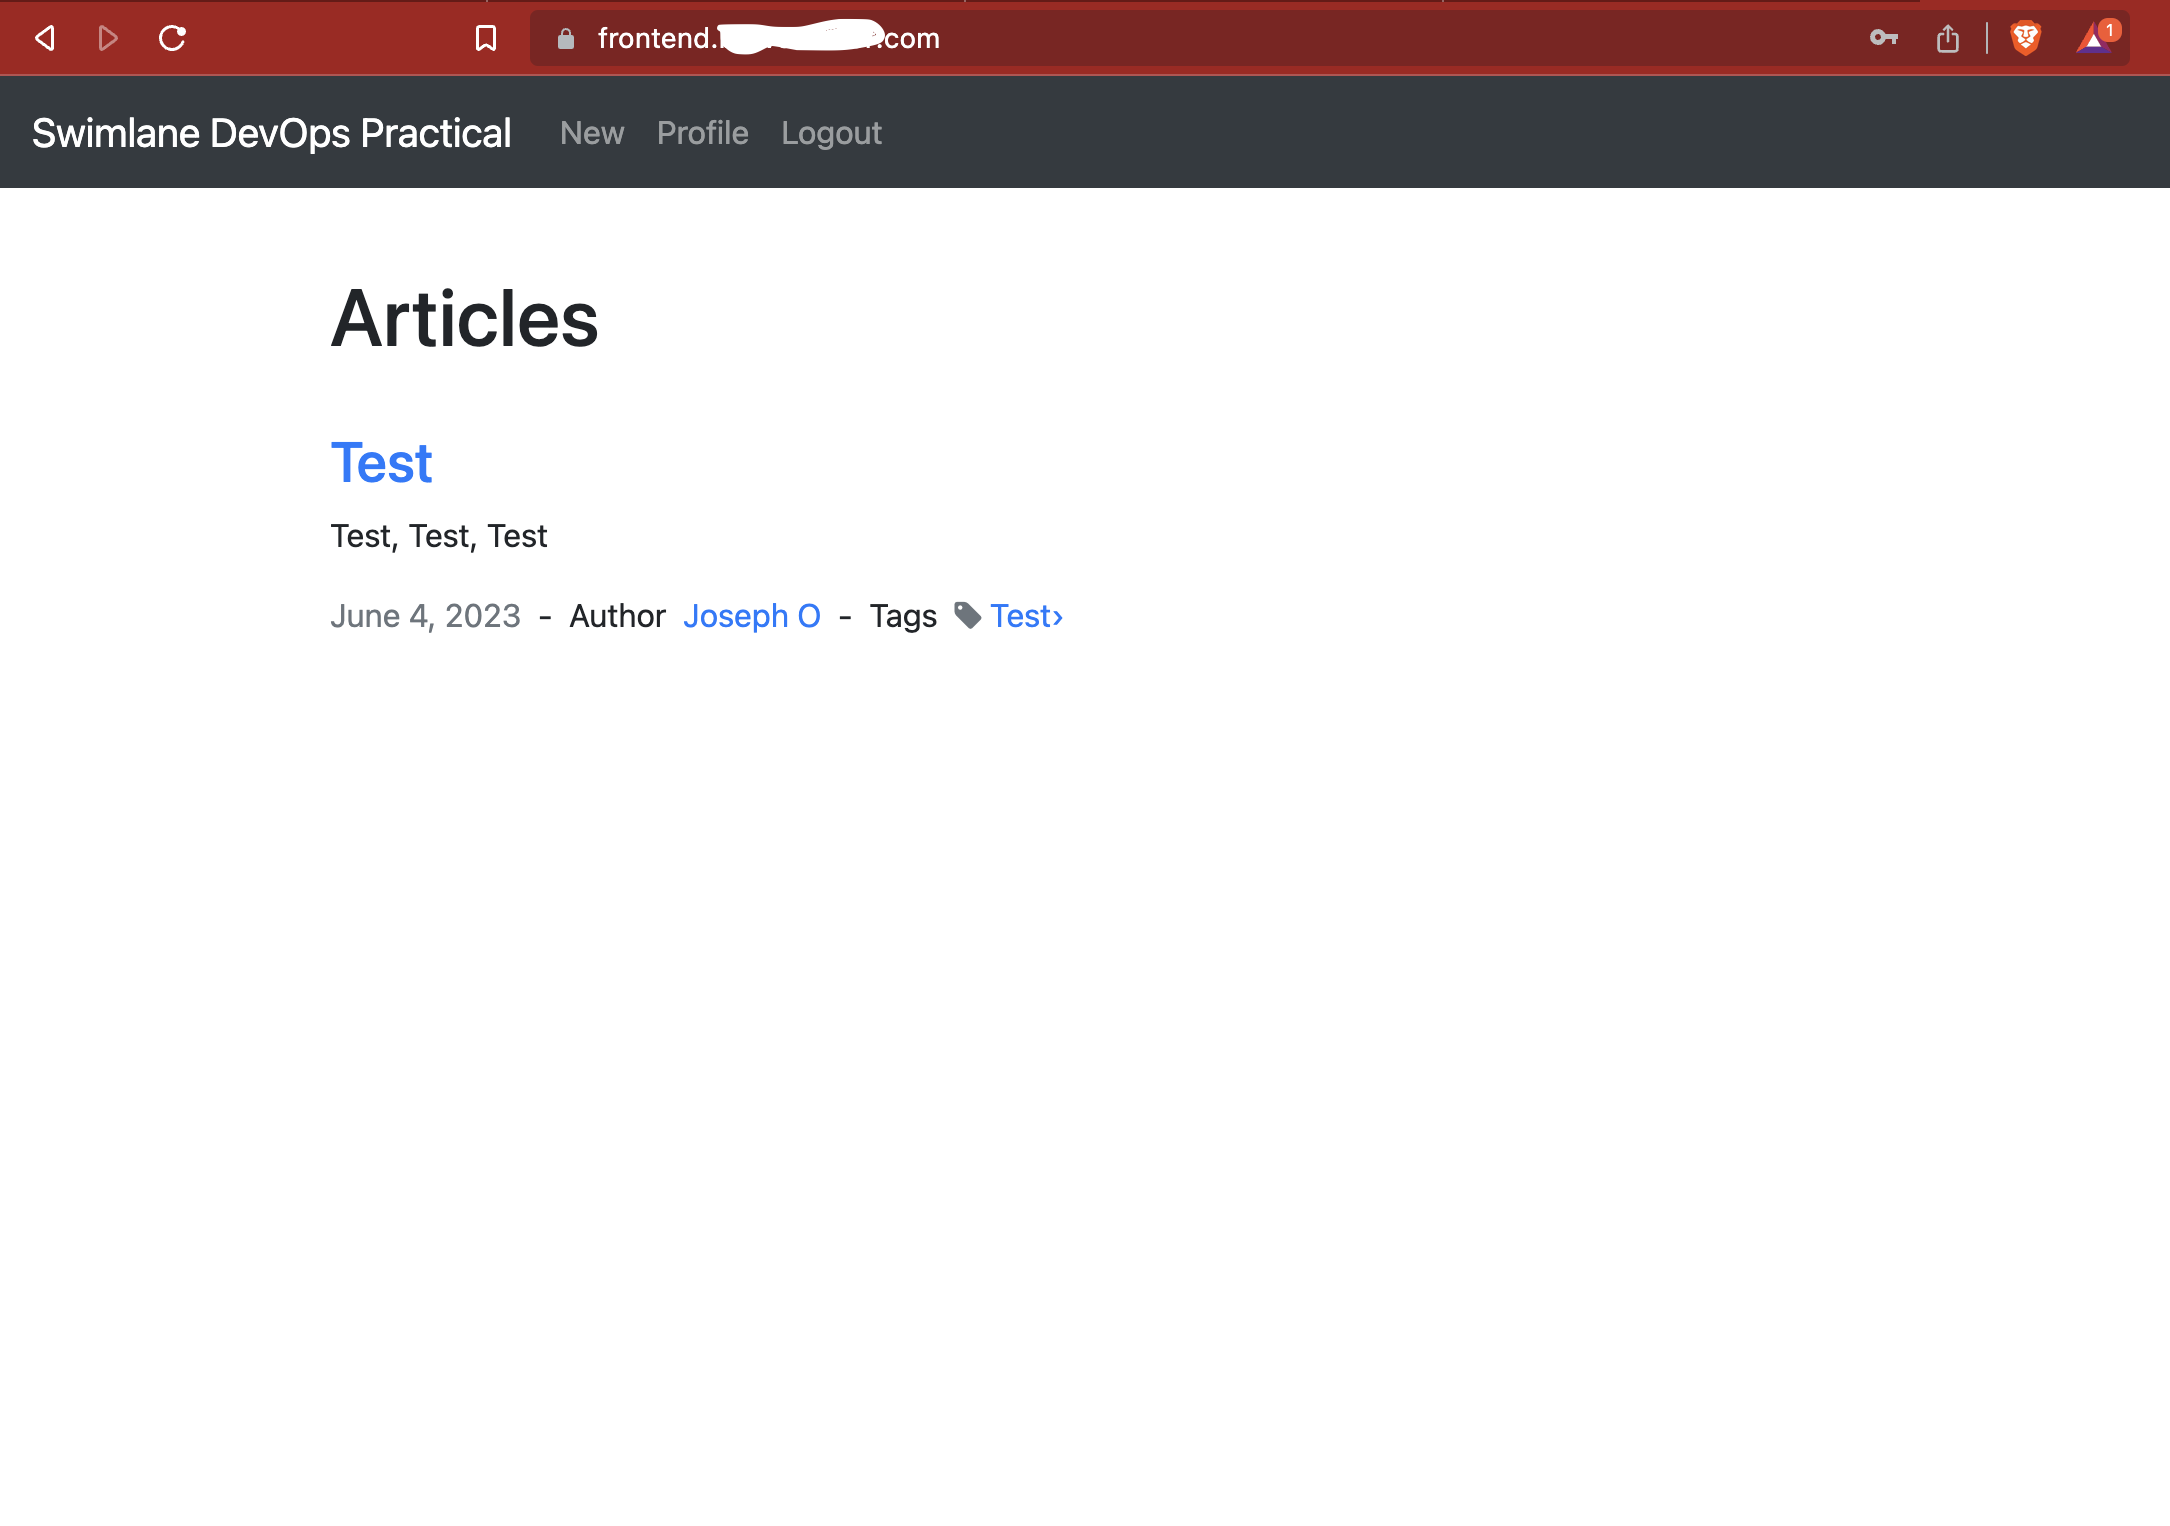 frontend. .com
1
Swimlane DevOps Practical New Profile Logout
Articles
Test
Test, Test, Test
June 4, 2023 - Author Joseph O - Tags Test›